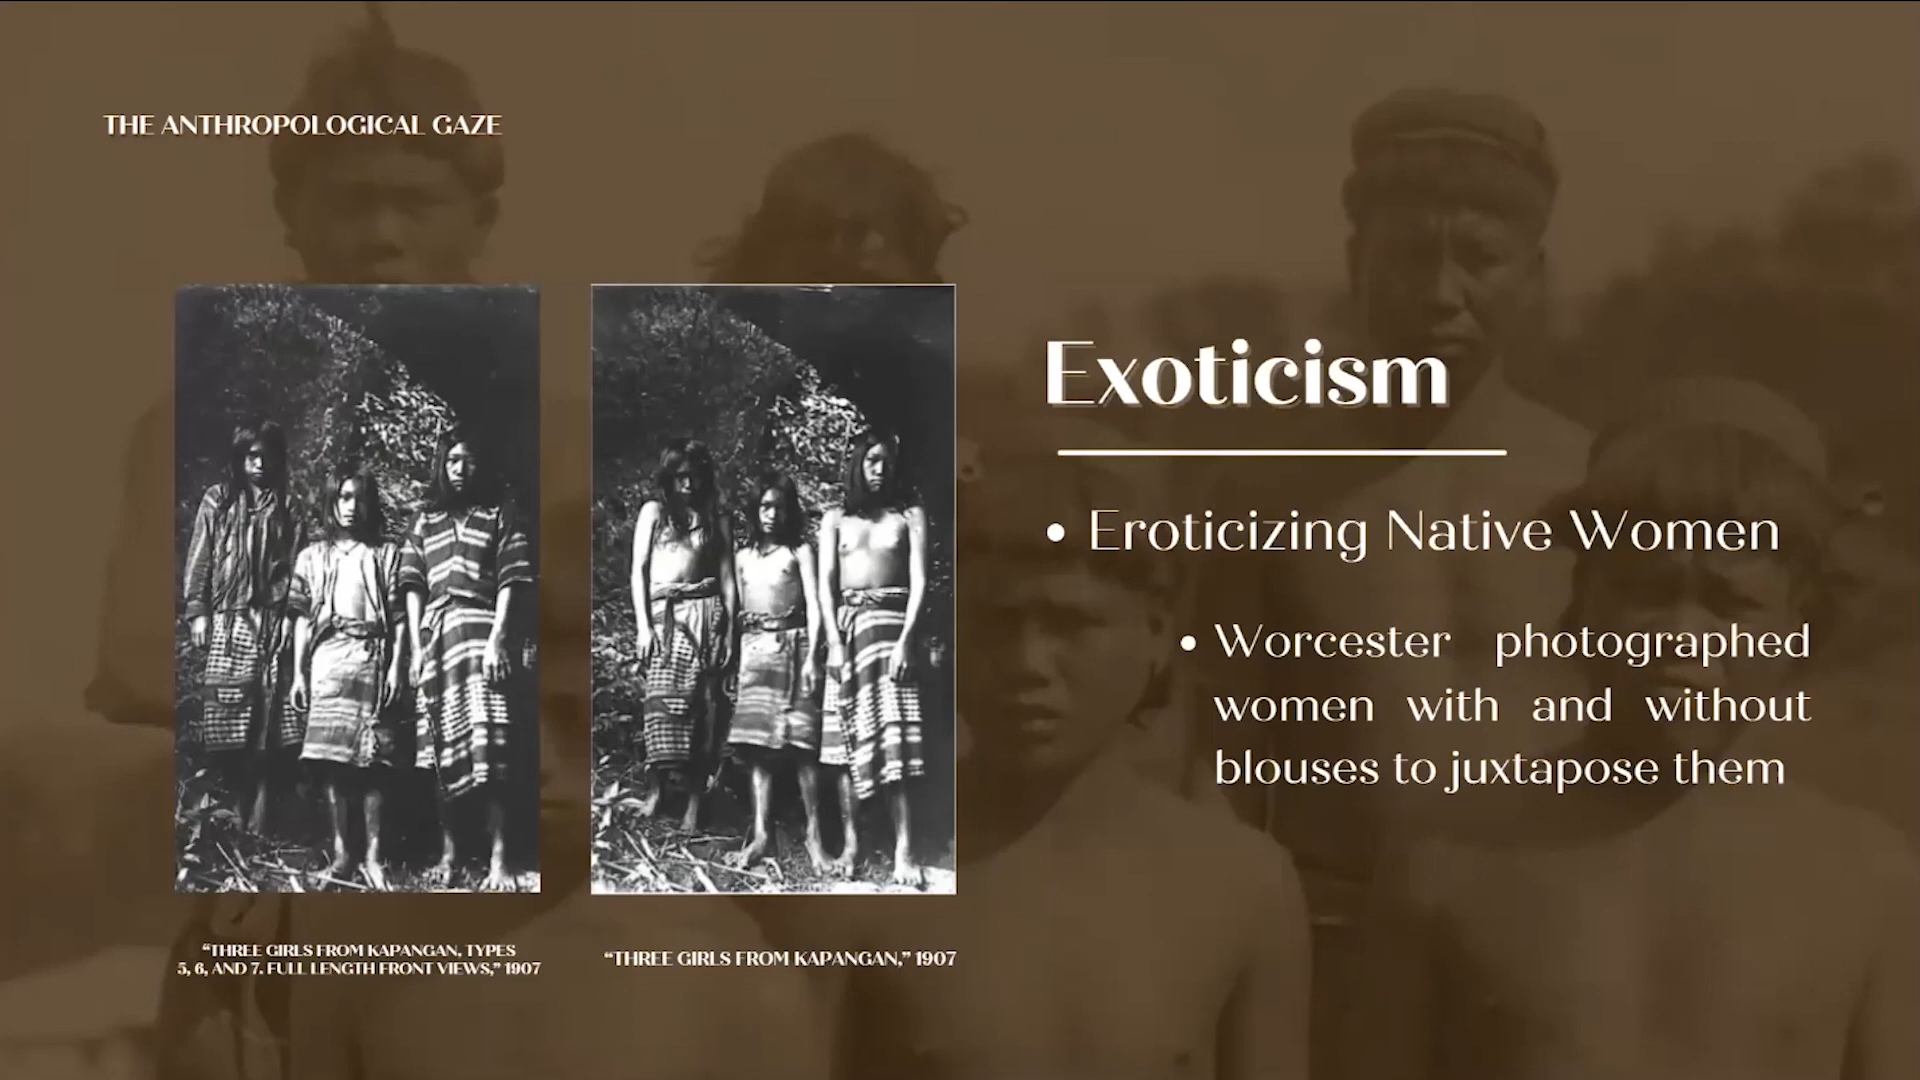 THE ANTHROPOLOGICAL GAZE
Exoticism
• Eroticizing Native Women
• Worcester photographed
women with and without
blouses to juxtapose them
“THREE GIRLS FROM KAPANGAN, TYPES
5, 6, AND 7. FULL LENGTH FRONT VIEWS,” 1907
“THREE GIRLS FROM KAPANGAN,” 1907